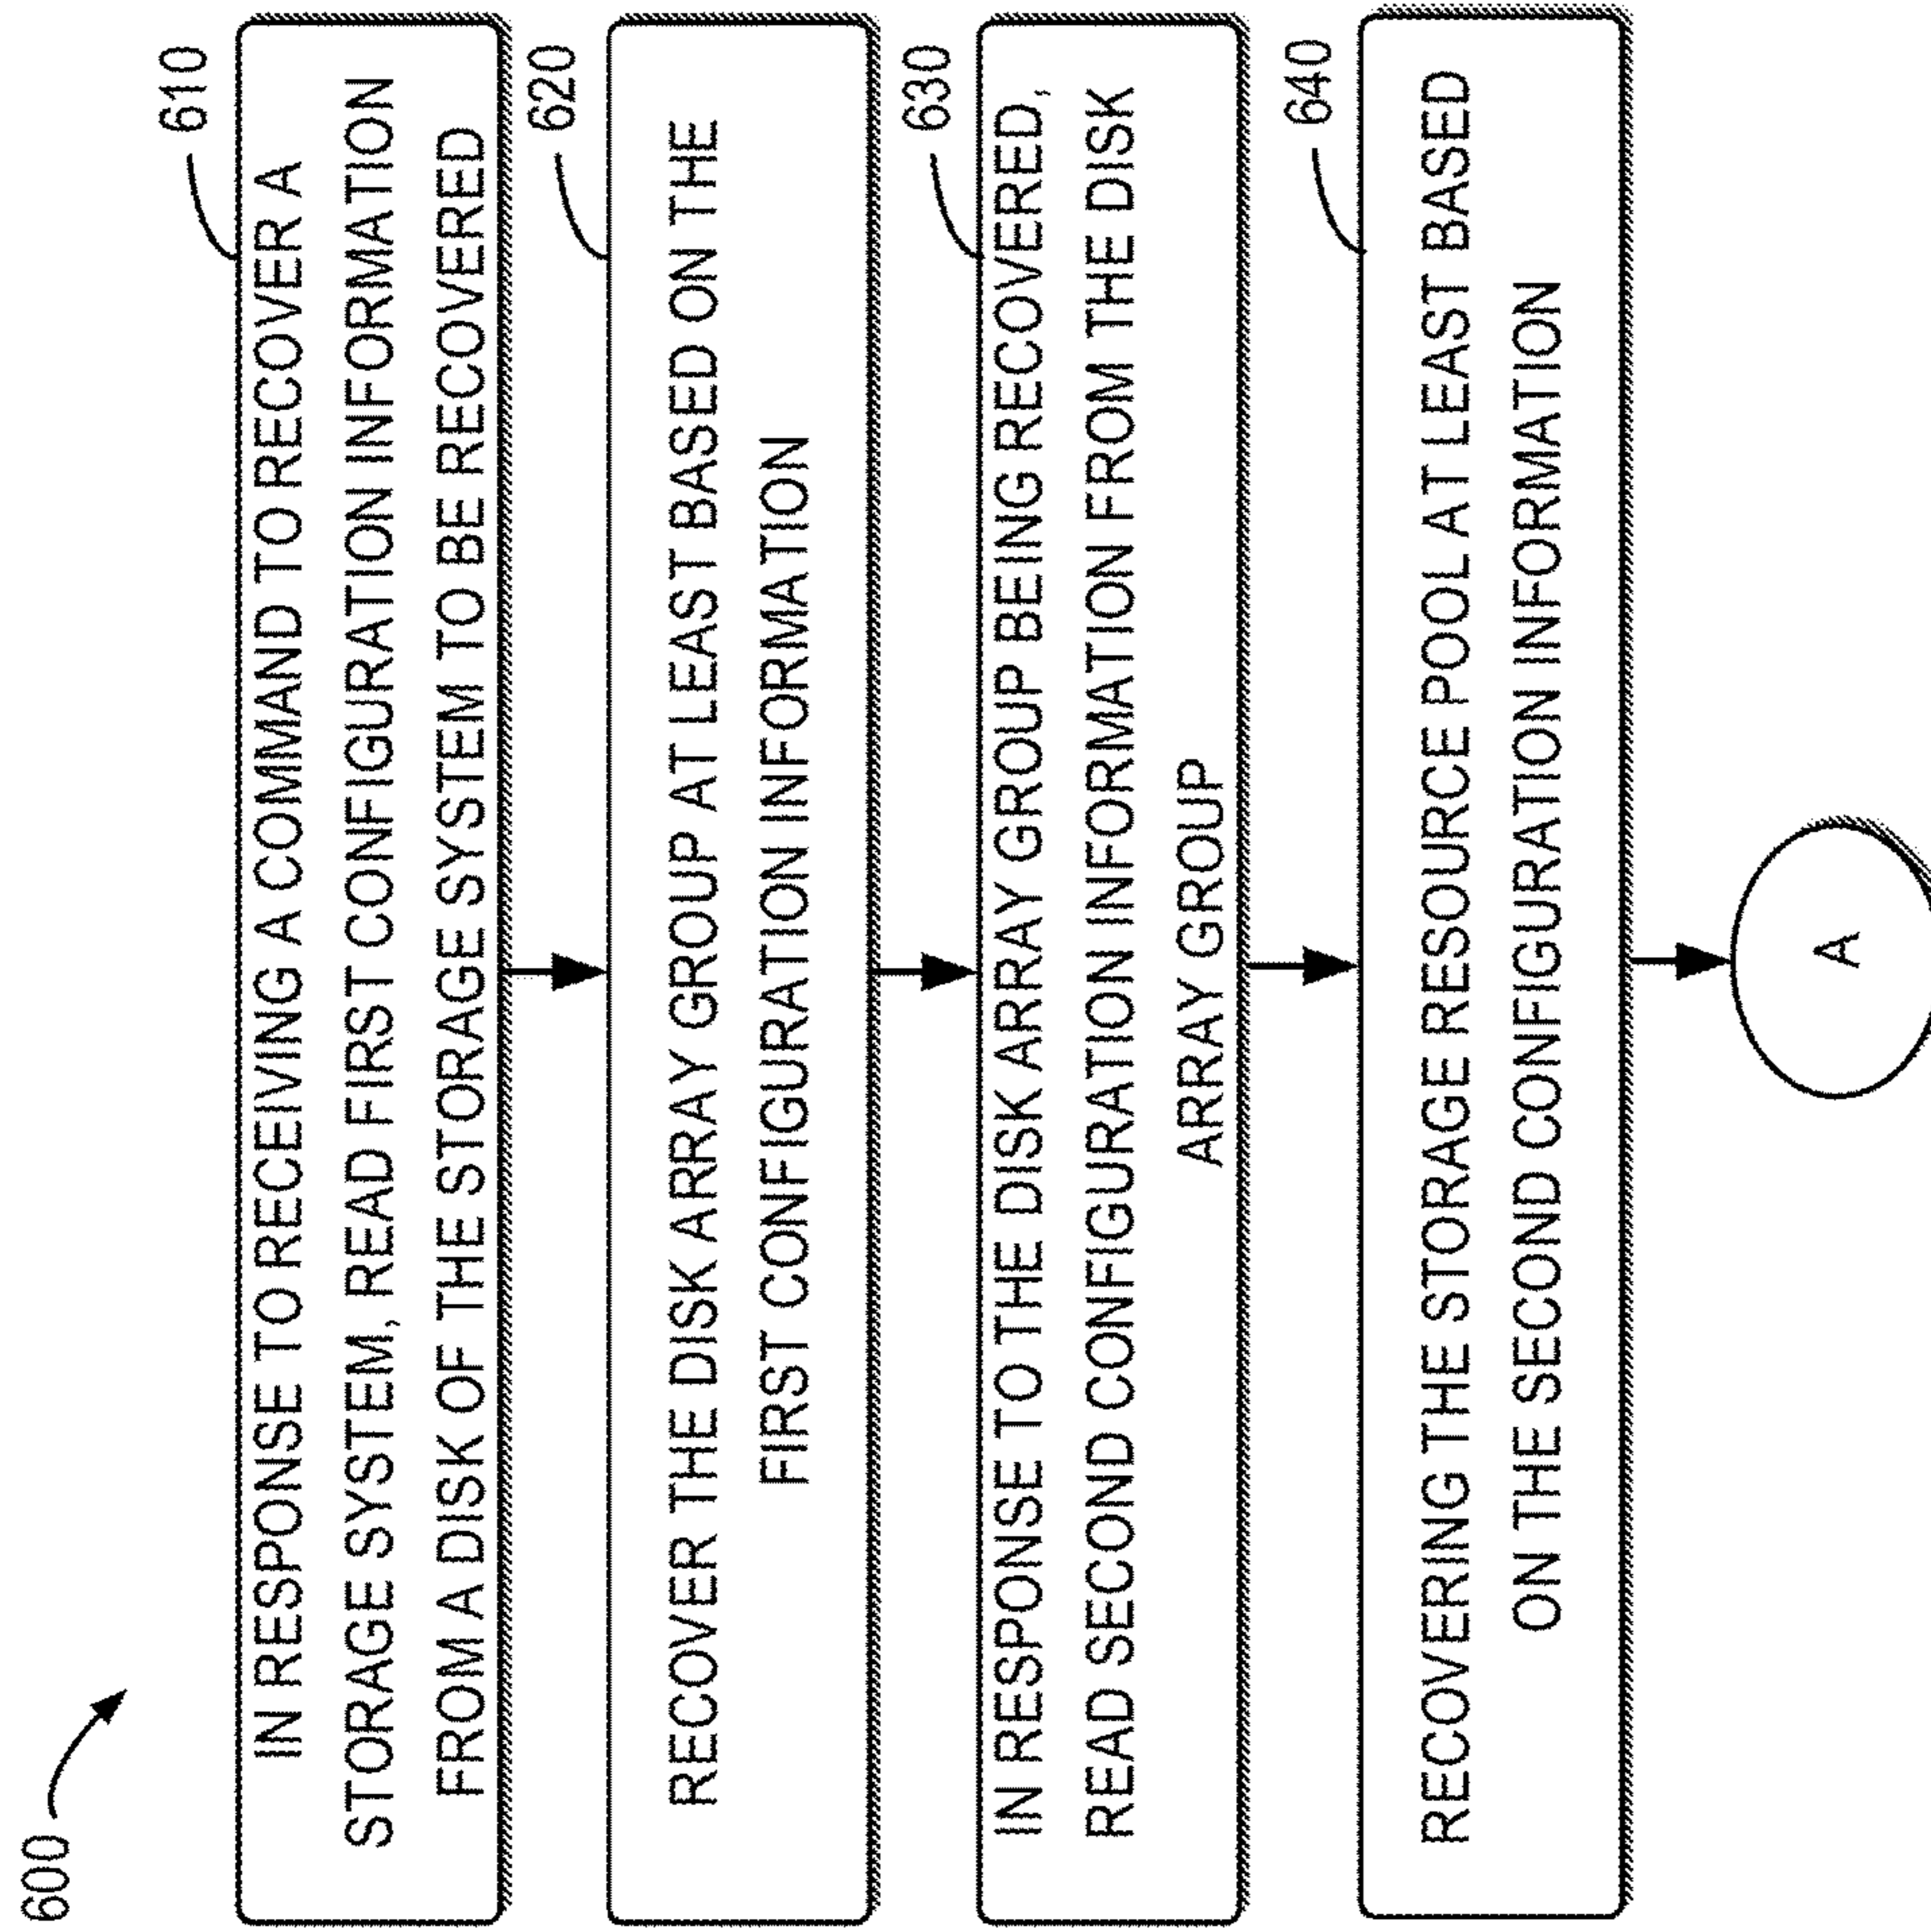 600
610
IN RESPONSE TO RECEIVING A COMMAND TO RECOVER A
STORAGE SYSTEM, READ FIRST CONFIGURATION INFORMATION
FROM A DISK OF THE STORAGE SYSTEM TO BE RECOVERED
620
RECOVER THE DISK ARRAY GROUP AT LEAST BASED ON THE
FIRST CONFIGURATION INFORMATION
630
IN RESPONSE TO THE DISK ARRAY GROUP BEING RECOVERED,
READ SECOND CONFIGURATION INFORMATION FROM THE DISK
ARRAY GROUP
640
RECOVERING THE STORAGE RESOURCE POOL AT LEAST BASED
ON THE SECOND CONFIGURATION INFORMATION
A